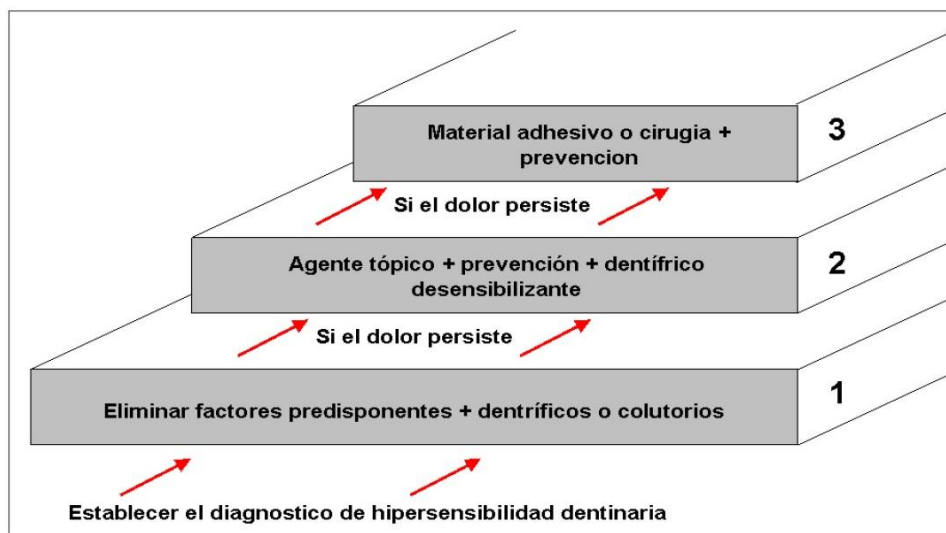 Material adhesivo o cirugia +
prevencion
3
Si el dolor persiste
Agente tópico + prevención + dentífrico
desensibilizante
2
Si el dolor persiste
Eliminar factores predisponentes + dentríficos o colutorios
1
Establecer el diagnostico de hipersensibilidad dentinaria